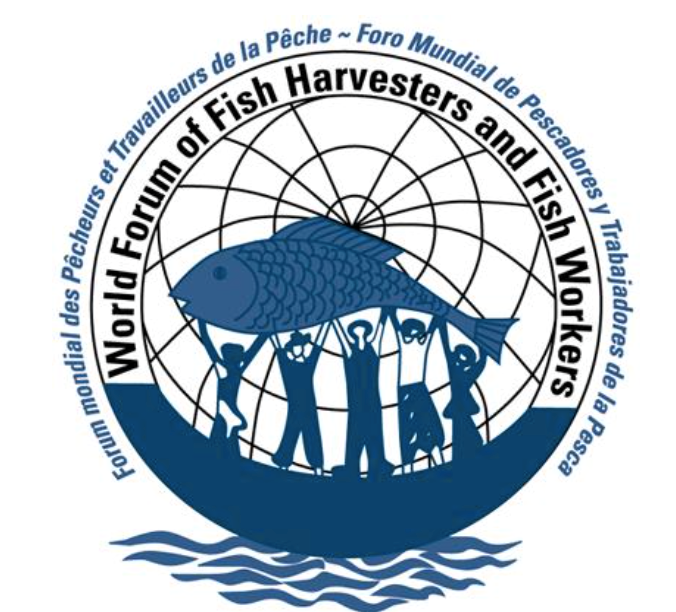 Forum mondial des Pêcheurs et Travailleurs de la Pêche ~ Foro Mundial de Pescadores y Trabajadores de la Pesca
World Forum of Fish Harvesters and Fish Workers